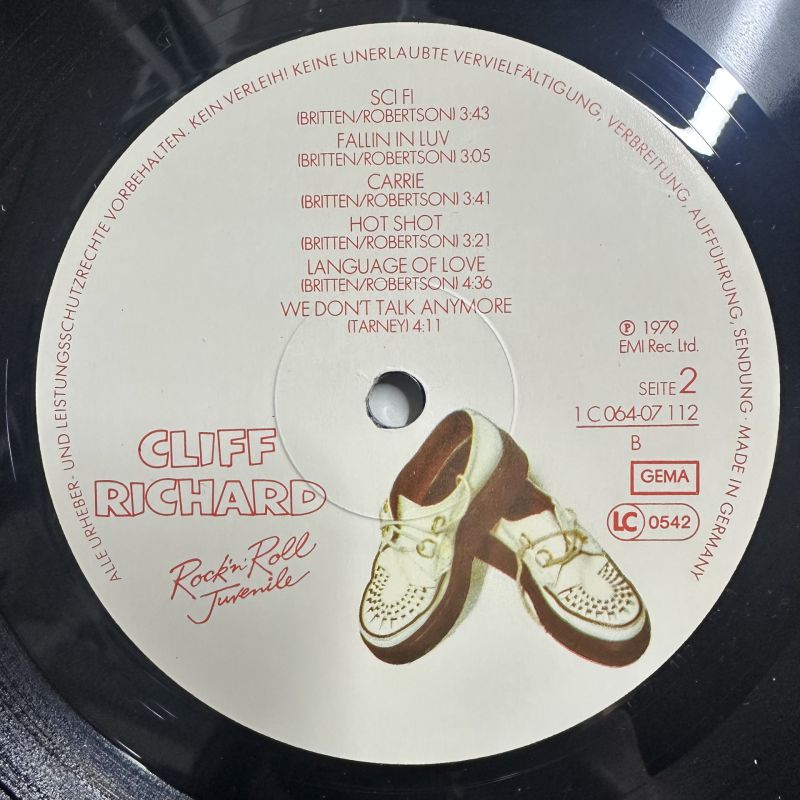 ALLE URHEBER- UND LEISTUNGSSCHUTZRECHTE VORBEHALTEN. KEIN VERLEIH! KEINE UNERLAUBTE VERVIELFÄLTIGUNG, VERBREITUNG, AUFFÜHRUNG, SENDUNG · MADE IN GERMANY
SCI FI
(BRITTEN/ROBERTSON) 3:43
FALLIN IN LUV
(BRITTEN/ROBERTSON) 3:05
CARRIE
(BRITTEN/ROBERTSON) 3:41
HOT SHOT
(BRITTEN/ROBERTSON) 3:21
LANGUAGE OF LOVE
(BRITTEN/ROBERTSON) 4:36
WE DON'T TALK ANYMORE
(TARNEY) 4:11
℗ 1979
EMI Rec. Ltd.
SEITE 2
1 C 064-07 112
B
GEMA
LC 0542
CLIFF
RICHARD
Rock'n'Roll
Juvenile